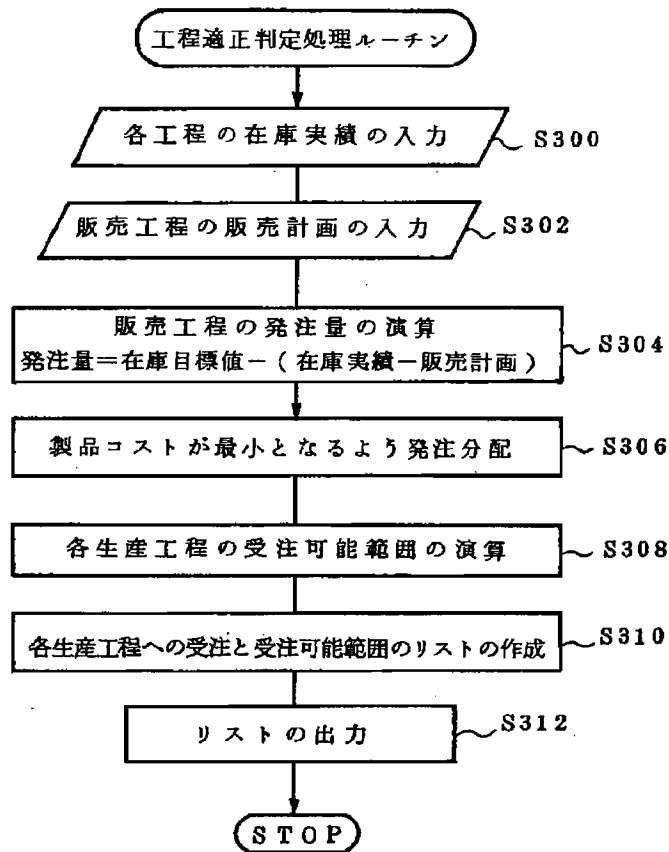 工程適正判定処理ルーチン
各工程の在庫実績の入力
S300
販売工程の販売計画の入力
S302
販売工程の発注量の演算
発注量＝在庫目標値－（在庫実績－販売計画）
S304
製品コストが最小となるよう発注分配
S306
各生産工程の受注可能範囲の演算
S308
各生産工程への受注と受注可能範囲のリストの作成
S310
リストの出力
S312
STOP